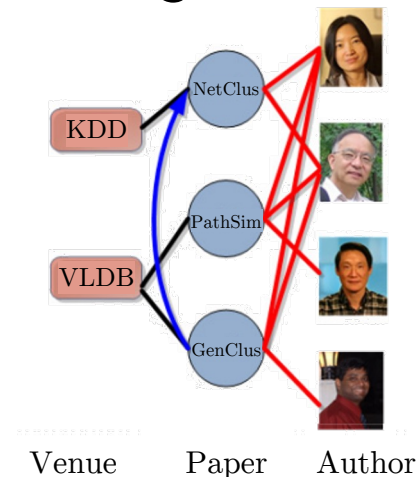 NetClus
KDD
PathSim
VLDB
GenClus
Venue Paper Author